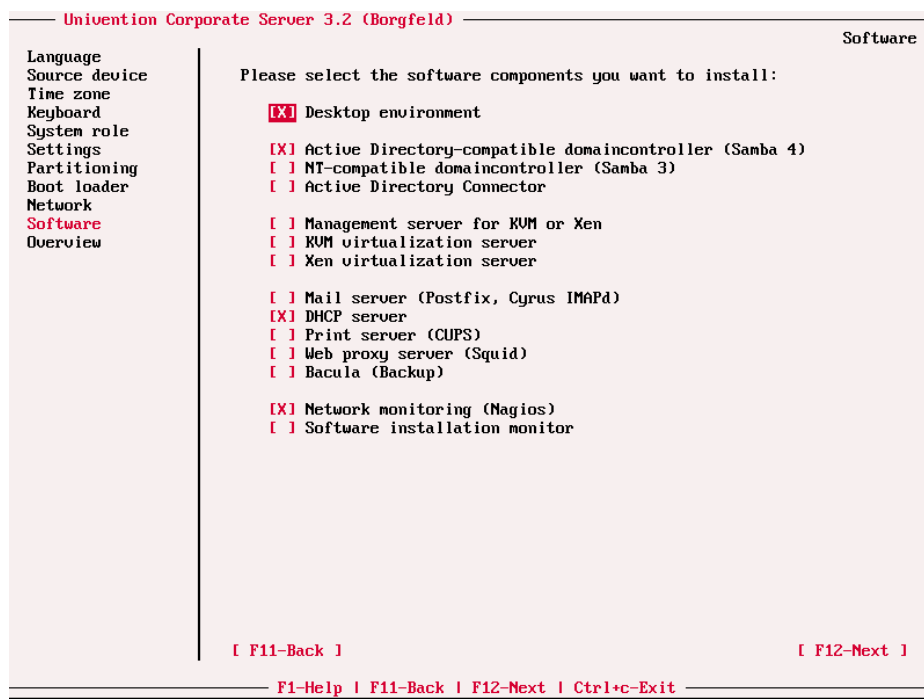 Univention Corporate Server 3.2 (Borgfeld)
Software
Language
Source device
Time zone
Keyboard
System role
Settings
Partitioning
Boot loader
Network
Software
Overview
Please select the software components you want to install:
[X] Desktop environment
[X] Active Directory-compatible domaincontroller (Samba 4)
[ ] NT-compatible domaincontroller (Samba 3)
[ ] Active Directory Connector
[ ] Management server for KVM or Xen
[ ] KVM virtualization server
[ ] Xen virtualization server
[ ] Mail server (Postfix, Cyrus IMAPd)
[X] DHCP server
[ ] Print server (CUPS)
[ ] Web proxy server (Squid)
[ ] Bacula (Backup)
[X] Network monitoring (Nagios)
[ ] Software installation monitor
[ F11-Back ]
[ F12-Next ]
F1-Help | F11-Back | F12-Next | Ctrl+c-Exit